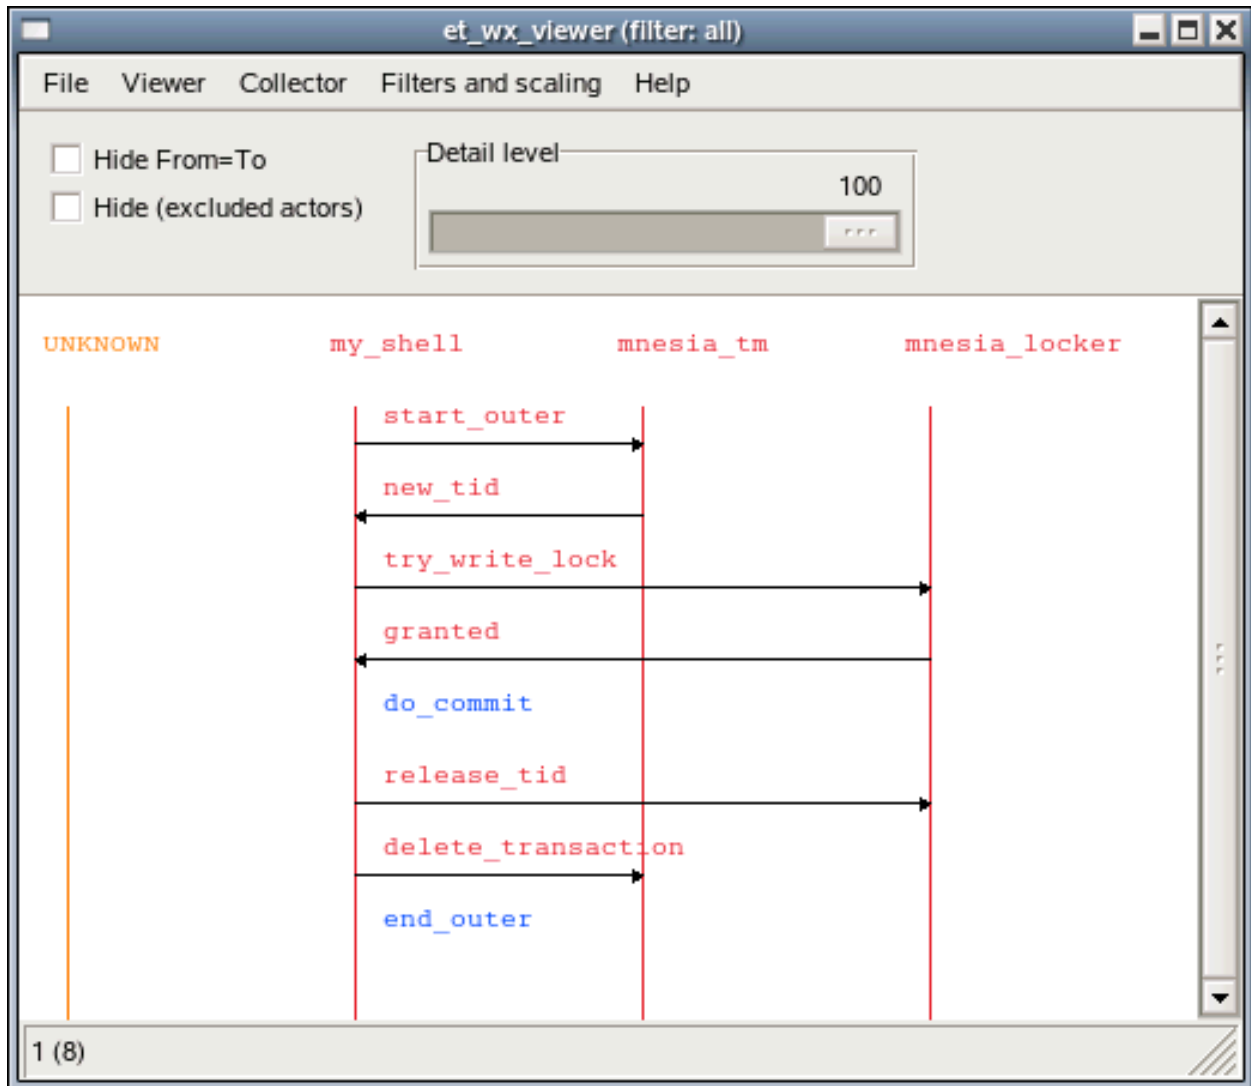 et_wx_viewer (filter: all)
File Viewer Collector Filters and scaling Help
Hide From=To
Hide (excluded actors)
Detail level
100
UNKNOWN my_shell mnesia_tm mnesia_locker
start_outer
new_tid
try_write_lock
granted
do_commit
release_tid
delete_transaction
end_outer
1 (8)